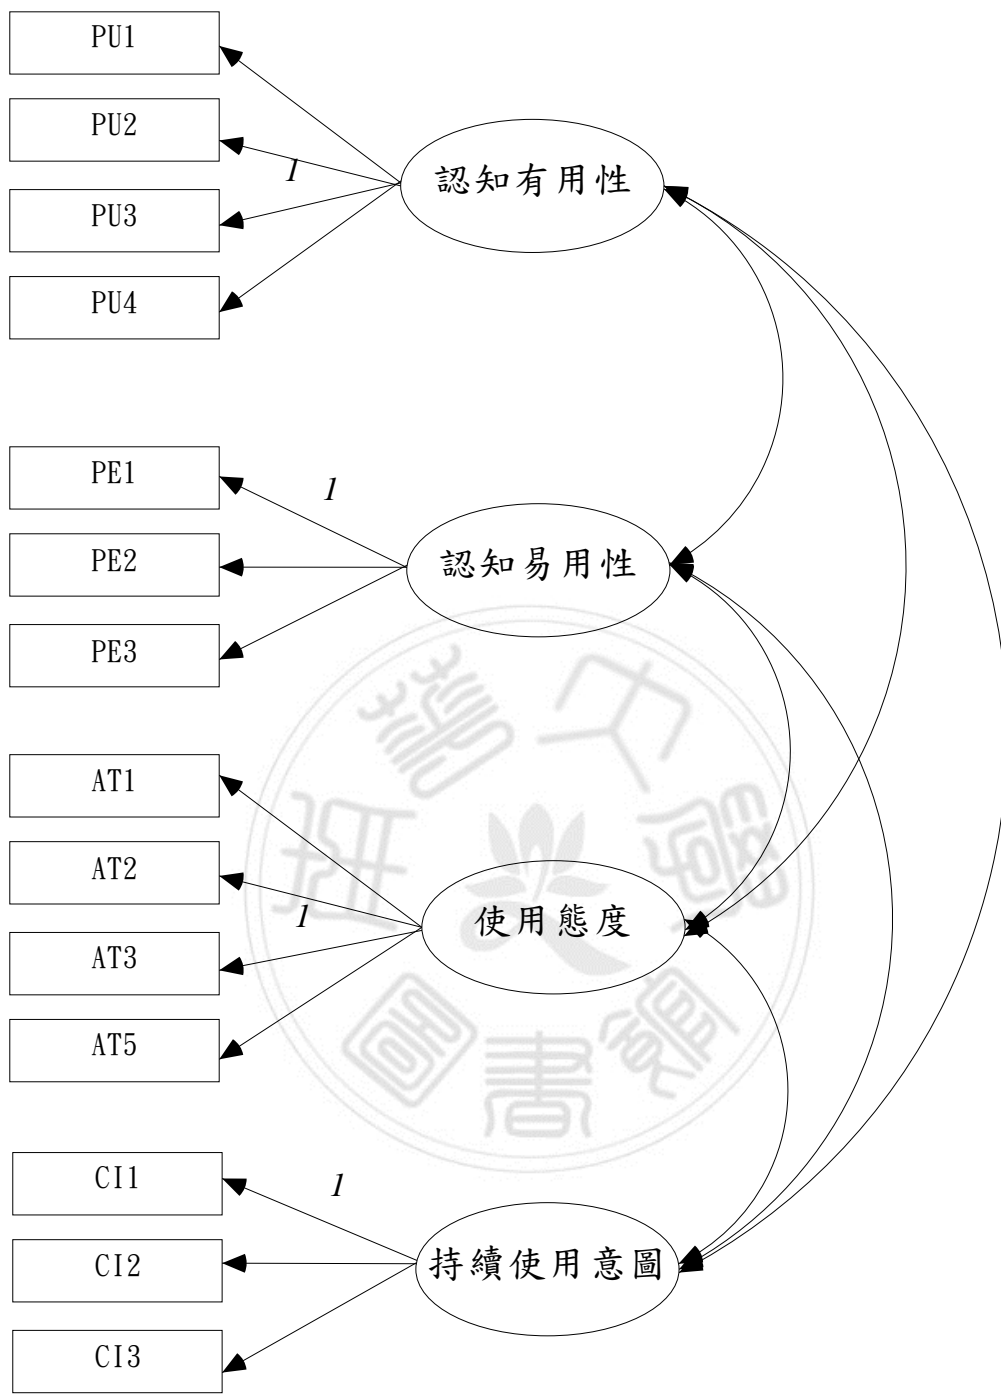 PU1
PU2
PU3
PU4
1
認知有用性
PE1
PE2
PE3
1
認知易用性
AT1
AT2
AT3
AT5
1
使用態度
CI1
CI2
CI3
1
持續使用意圖